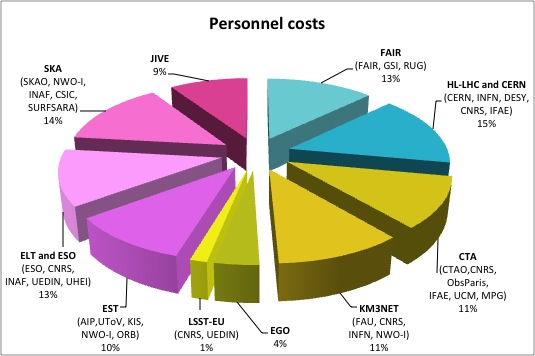 Personnel costs
FAIR
(FAIR, GSI, RUG)
13%
HL-LHC and CERN
(CERN, INFN, DESY,
CNRS, IFAE)
15%
CTA
(CTAO,CNRS,
ObsParis,
IFAE, UCM, MPG)
11%
KM3NET
(FAU, CNRS,
INFN, NWO-I)
11%
EGO
4%
LSST-EU
(CNRS, UEDIN)
1%
EST
(AIP,UToV, KIS,
NWO-I, ORB)
10%
ELT and ESO
(ESO, CNRS,
INAF, UEDIN, UHEI)
13%
SKA
(SKAO, NWO-I,
INAF, CSIC,
SURFSARA)
14%
JIVE
9%